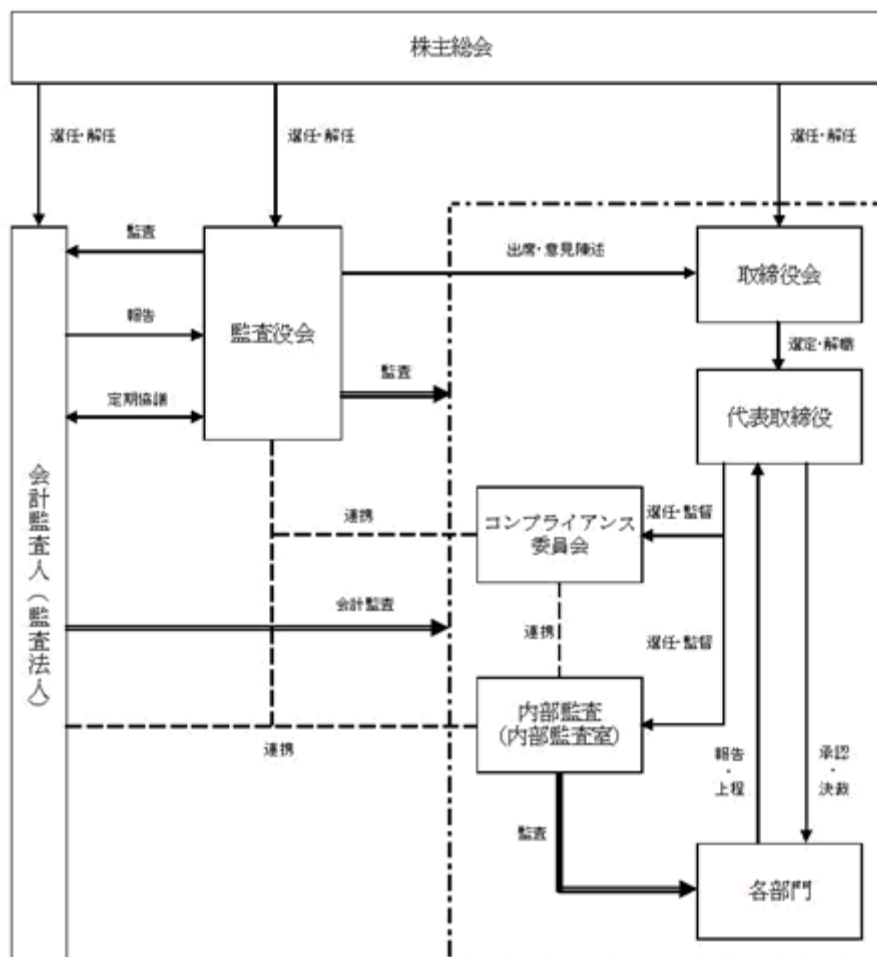 株主総会
選任・解任
選任・解任
選任・解任
監査
出席・意見陳述
取締役会
報告
監査役会
選定・解職
監査
定期協議
代表取締役
会計監査人（監査法人）
連携
コンプライアンス
委員会
選任・監督
会計監査
連携
選任・監督
内部監査
（内部監査室）
連携
報告・上程
承認・決裁
監査
各部門